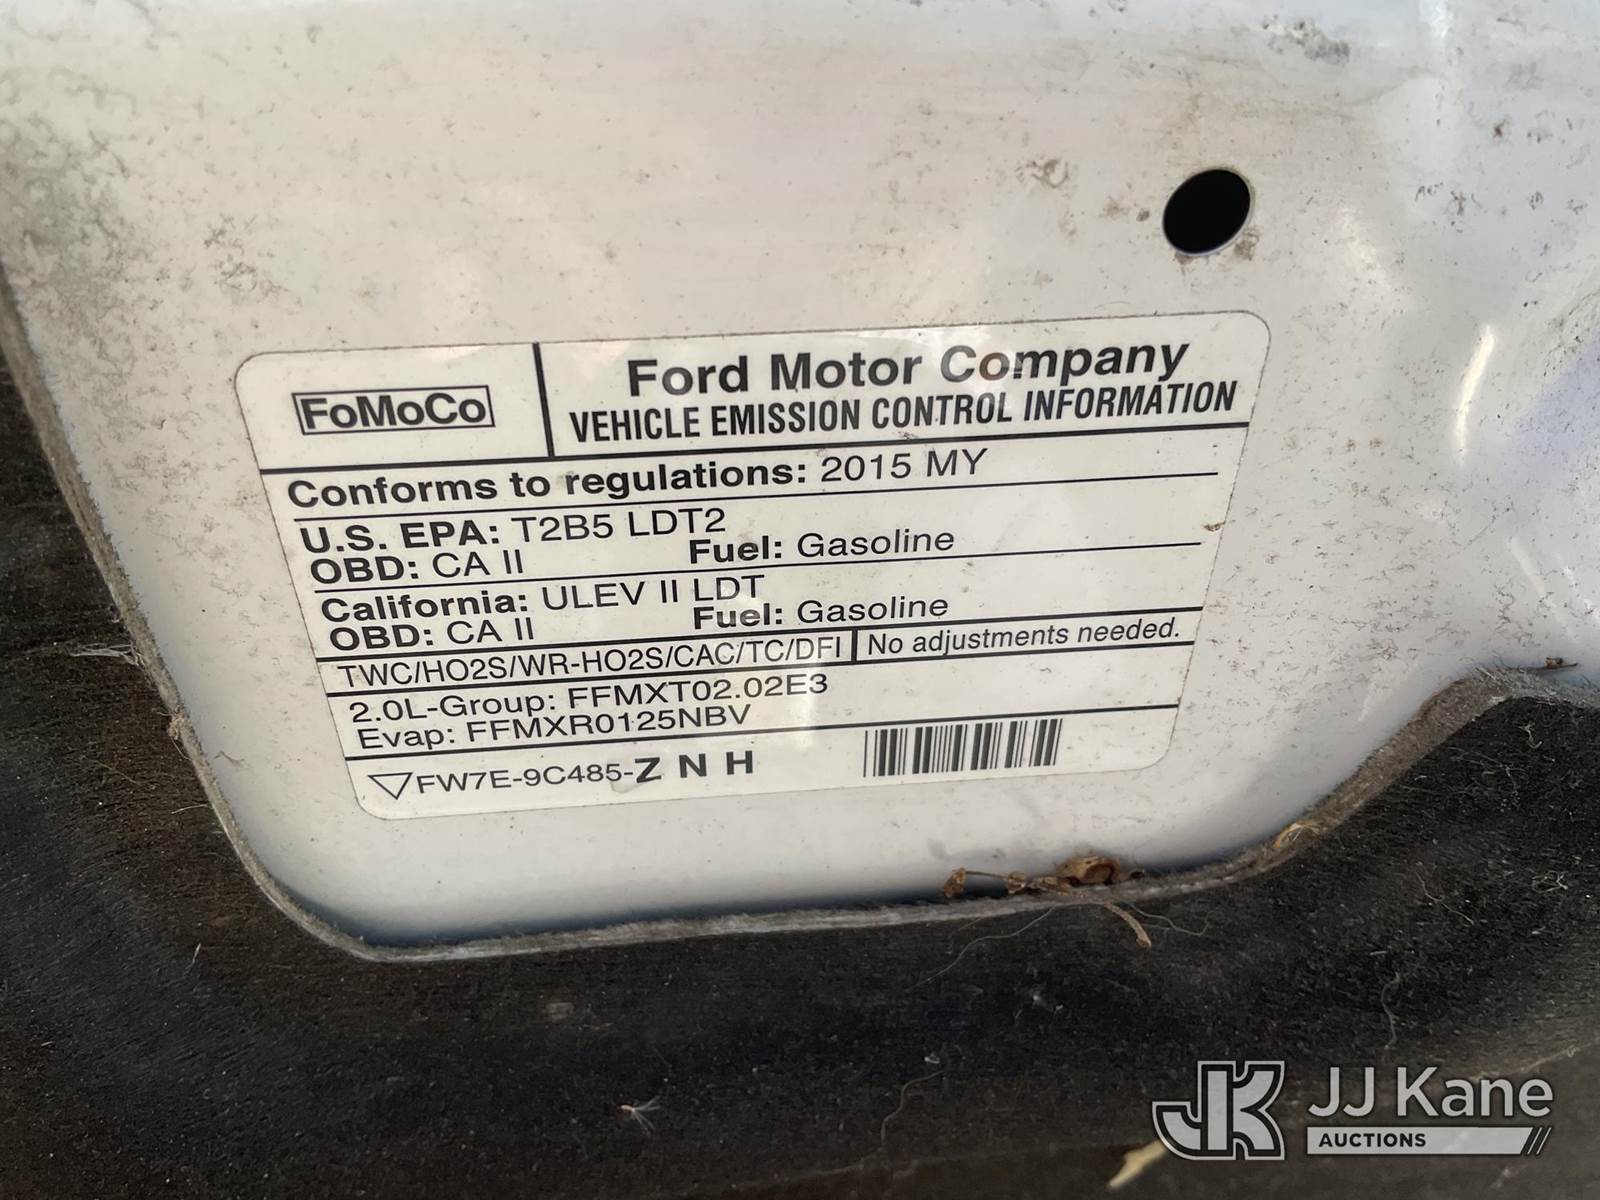 FoMoCo
Ford Motor Company
VEHICLE EMISSION CONTROL INFORMATION
Conforms to regulations: 2015 MY
U.S. EPA: T2B5 LDT2
OBD: CA II Fuel: Gasoline
California: ULEV II LDT
OBD: CA II Fuel: Gasoline
TWC/HO2S/WR-HO2S/CAC/TC/DFI No adjustments needed.
2.0L-Group: FFMXT02.02E3
Evap: FFMXR0125NBV
FW7E-9C485-Z N H
JK JJ Kane
AUCTIONS